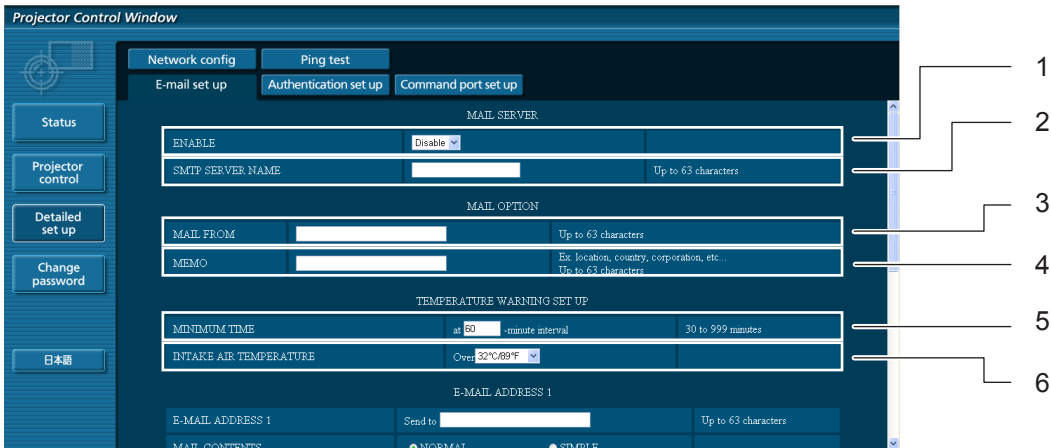 Projector Control Window
Network config Ping test
E-mail set up Authentication set up Command port set up
Status
Projector control
Detailed set up
Change password
日本語
MAIL SERVER
ENABLE Disable
SMTP SERVER NAME Up to 63 characters
MAIL OPTION
MAIL FROM Up to 63 characters
MEMO Ex. location, country, corporation, etc...
Up to 63 characters
TEMPERATURE WARNING SET UP
MINIMUM TIME at 60 -minute interval 30 to 999 minutes
INTAKE AIR TEMPERATURE Over 32°C/89°F
E-MAIL ADDRESS 1
E-MAIL ADDRESS 1 Send to Up to 63 characters
MAIL CONTENTS NORMAL SIMPLE
1
2
3
4
5
6